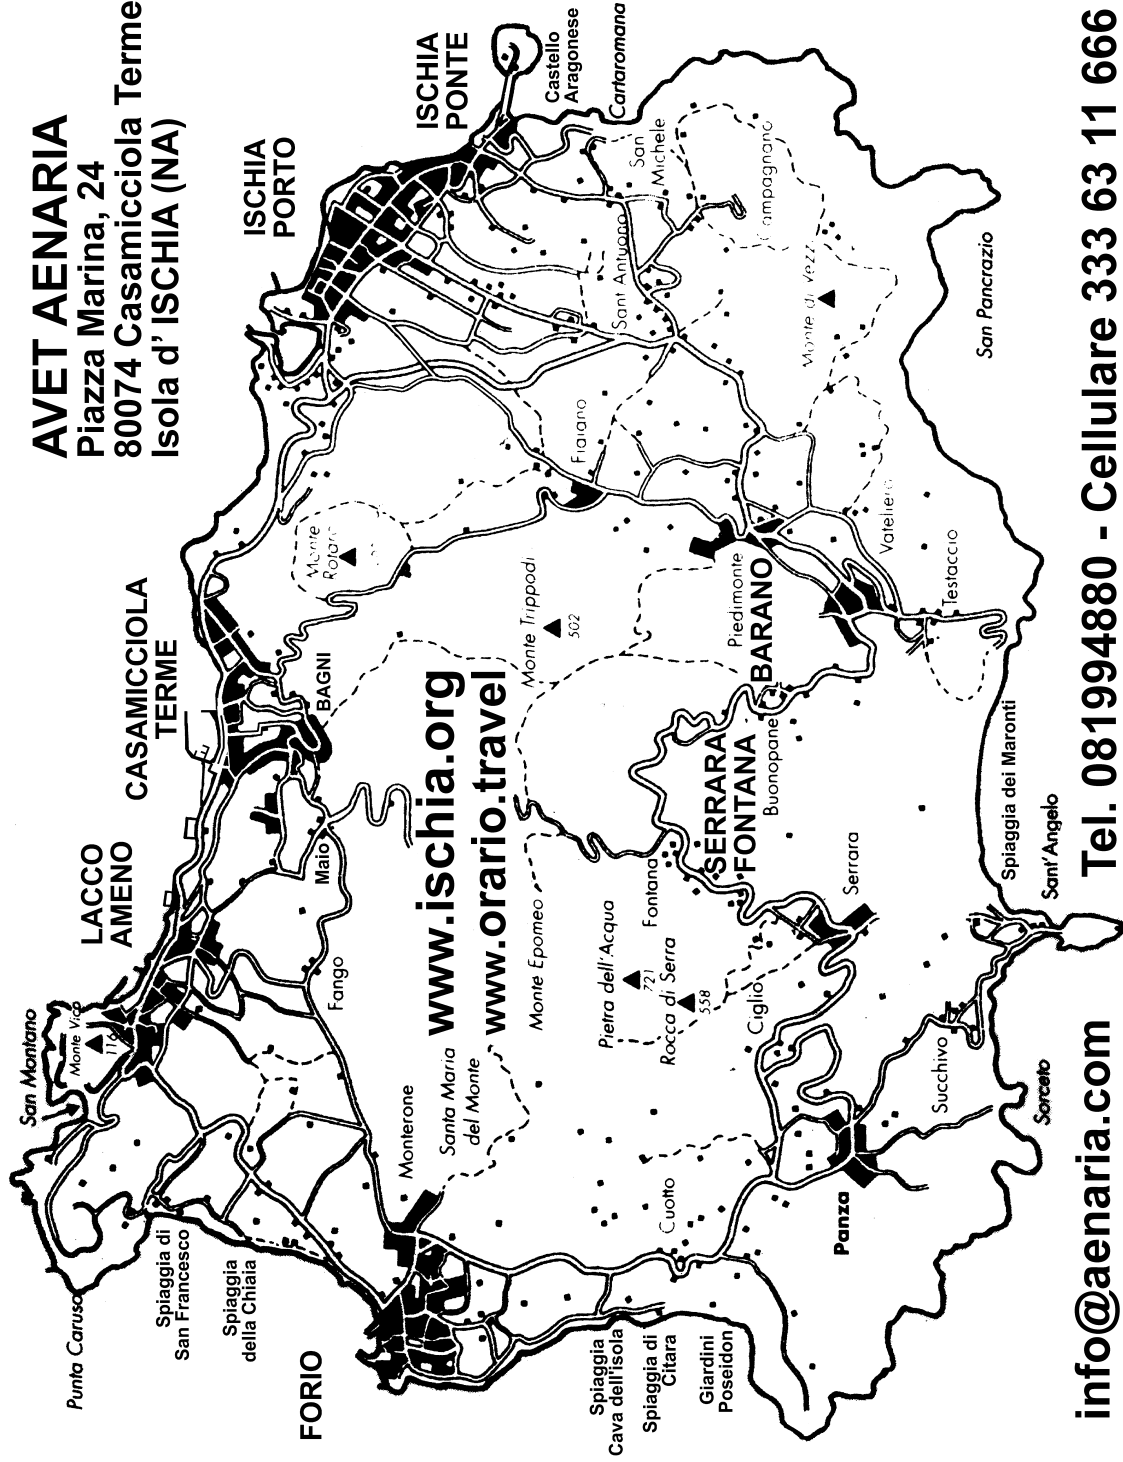 AVET AENARIA
Piazza Marina, 24
80074 Casamicciola Terme
Isola d' ISCHIA (NA)
ISCHIA
PONTE
ISCHIA
PORTO
Castello
Aragonese
Cartaromana
San
Michele
Campagnano
Sant Antuono
Monte di Vezzi
San Pancrazio
Fiaiano
Monte
Rotaro
Vateliero
Testaccio
Piedimonte
BARANO
Monte Trippodi
502
CASAMICCIOLA
TERME
BAGNI
LACCO
AMENO
Maio
Fango
www.ischia.org
www.orario.travel
SERRARA
FONTANA
Buonopane
Monte Epomeo
Fontana
Serrara
Spiaggia dei Maronti
Sant'Angelo
Pietra dell'Acqua
721
Rocca di Serra
558
Ciglio
Succhivo
Sorceto
San Montano
Monte Vico
116
Monterone
Santa Maria
del Monte
Cuotto
Panza
Punta Caruso
Spiaggia di
San Francesco
Spiaggia
della Chiaia
FORIO
Spiaggia
Cava dell'isola
Spiaggia di
Citara
Giardini
Poseidon
info@aenaria.com
Tel. 081994880 - Cellulare 333 63 11 666